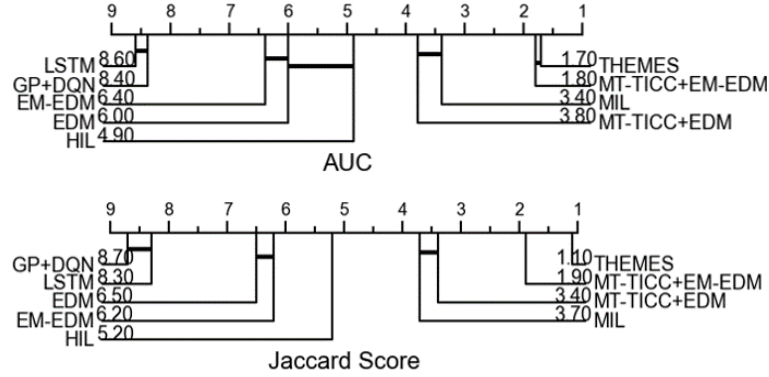 9 8 7 6 5 4 3 2 1
LSTM 8.60 1.70 THEMES
GP+DQN 8.40 1.80 MT-TICC+EM-EDM
EM-EDM 6.40 3.40 MIL
EDM 6.00 3.80 MT-TICC+EDM
HIL 4.90
AUC
9 8 7 6 5 4 3 2 1
GP+DQN 8.70 1.10 THEMES
LSTM 8.30 1.90 MT-TICC+EM-EDM
EDM 6.50 3.40 MT-TICC+EDM
EM-EDM 6.20 3.70 MIL
HIL 5.20
Jaccard Score